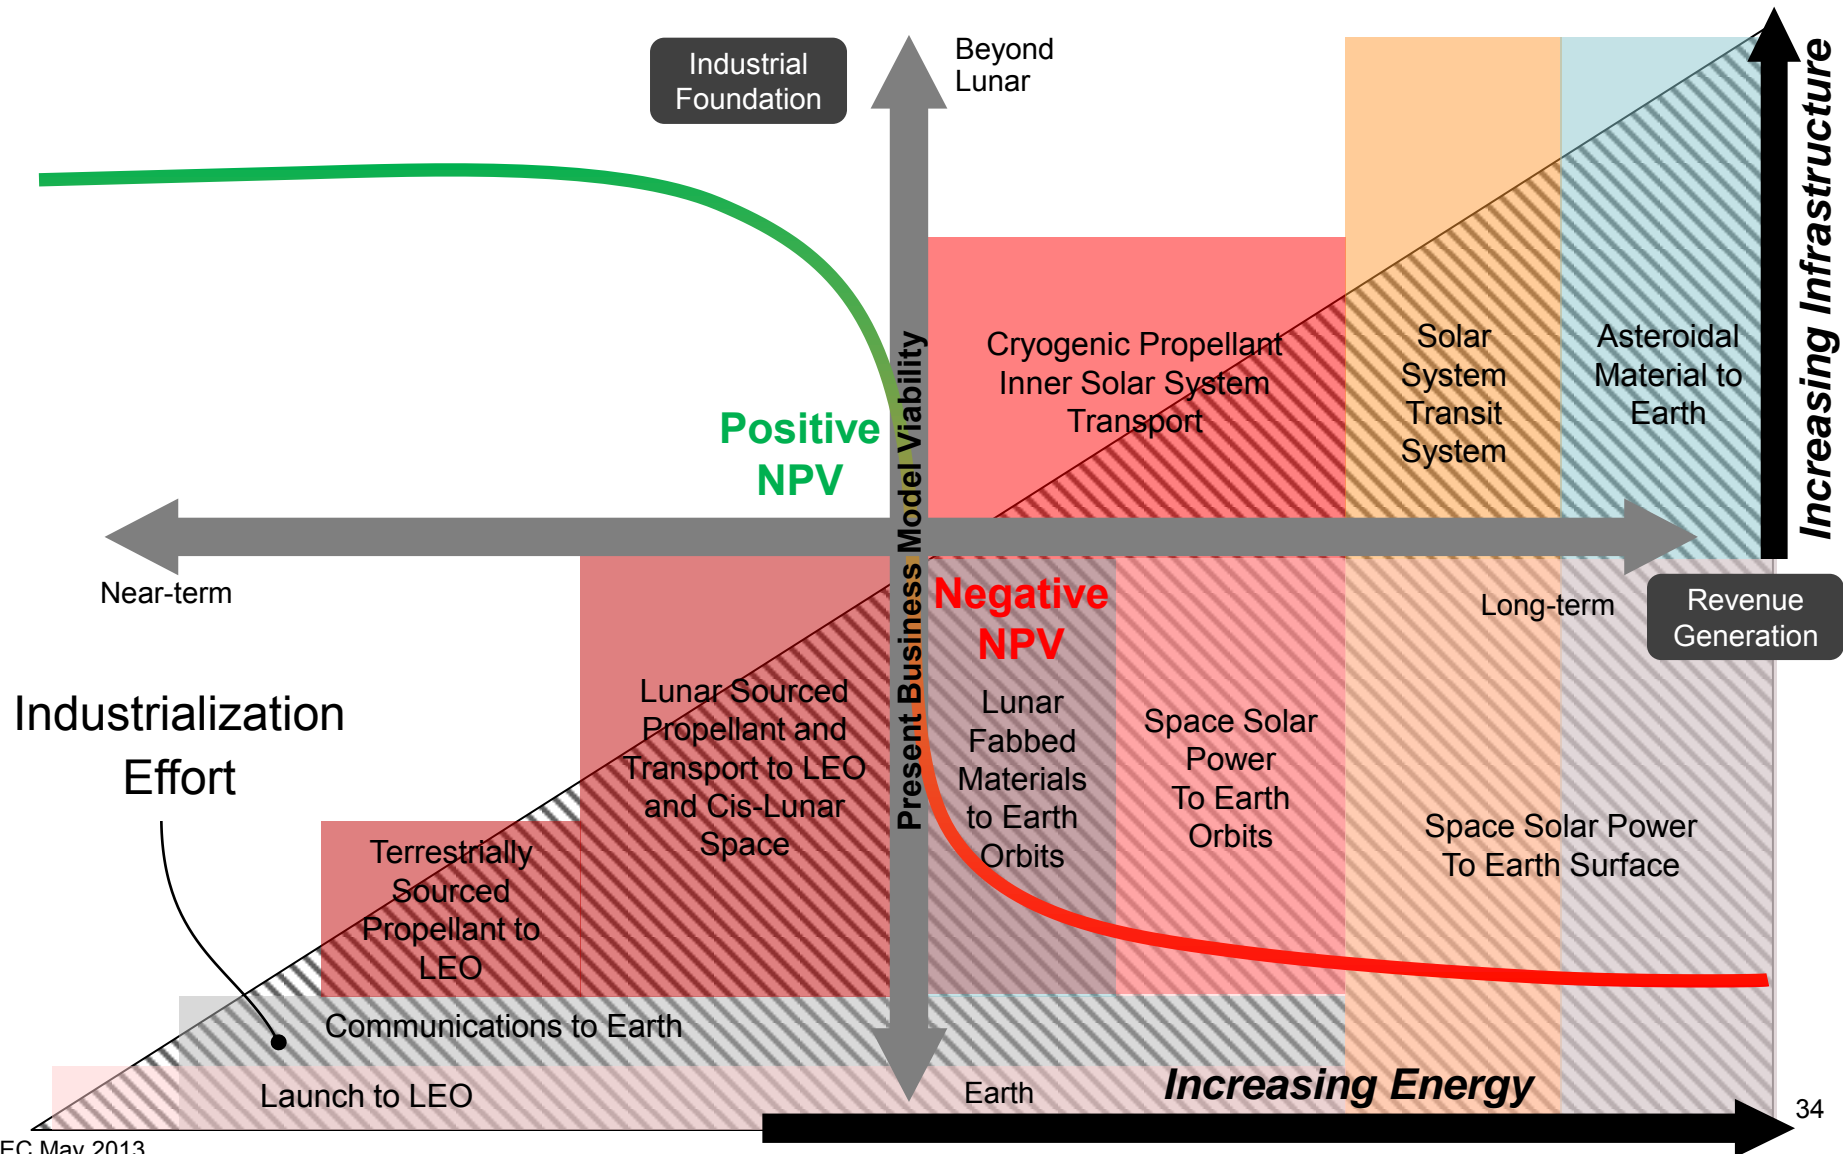 Industrial
Foundation
Beyond
Lunar
Increasing Infrastructure
Cryogenic Propellant
Inner Solar System
Transport
Solar
System
Transit
System
Asteroidal
Material to
Earth
Positive
NPV
Present Business Model Viability
Near-term
Negative
NPV
Long-term
Revenue
Generation
Industrialization
Effort
Lunar Sourced
Propellant and
Transport to LEO
and Cis-Lunar
Space
Lunar
Fabbed
Materials
to Earth
Orbits
Space Solar
Power
To Earth
Orbits
Space Solar Power
To Earth Surface
Terrestrially
Sourced
Propellant to
LEO
Communications to Earth
Launch to LEO
Earth
Increasing Energy
34
EC May 2013